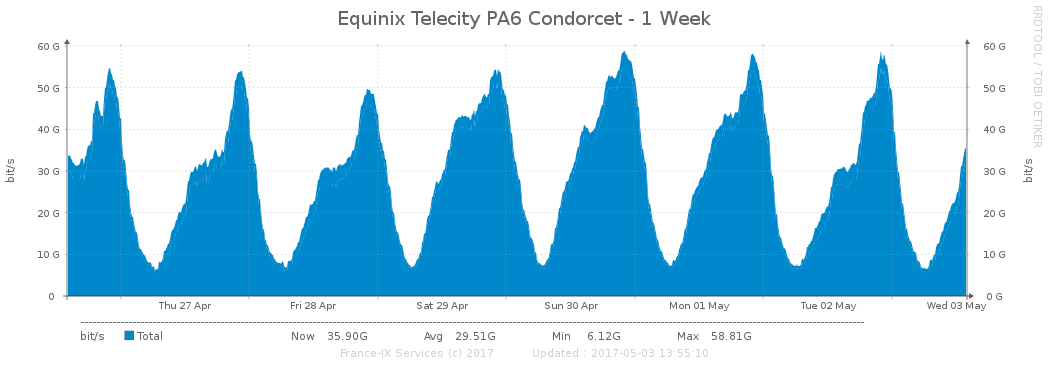 Equinix Telecity PA6 Condorcet - 1 Week
RRDTOOL / TOBI OETIKER
60 G 60 G
50 G 50 G
40 G 40 G
30 G 30 G
20 G 20 G
10 G 10 G
0 0 G
bit/s
bit/s
Thu 27 Apr Fri 28 Apr Sat 29 Apr Sun 30 Apr Mon 01 May Tue 02 May Wed 03 May
bit/s Total Now 35.90G Avg 29.51G Min 6.12G Max 58.81G
France-IX Services (c) 2017 Updated : 2017-05-03 13:55:10